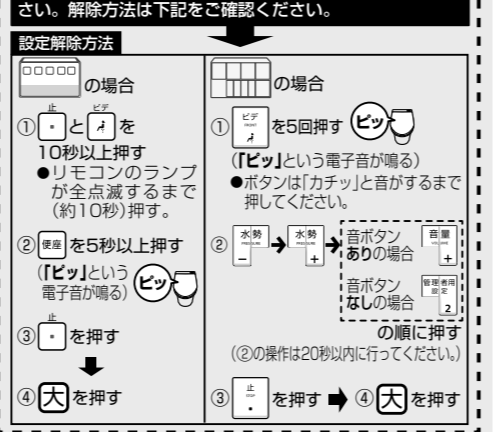 さい。解除方法は下記をご確認ください。
設定解除方法
の場合
止 ビデ
①・と を
10秒以上押す
●リモコンのランプ
が全点滅するまで
(約10秒)押す。
②便座を5秒以上押す
(「ピッ」という
電子音が鳴る)
ピッ
止
③・を押す
④大を押す
の場合
①ビデ を5回押す ピッ
(「ピッ」という電子音が鳴る)
●ボタンは「カチッ」と音がするまで
押してください。
②水勢 − 水勢 +
音ボタン
ありの場合
音量
+
音ボタン
なしの場合
管理者用
設定
2
の順に押す
(②の操作は20秒以内に行ってください。)
③止 STOP ・を押す ➡ ④大を押す